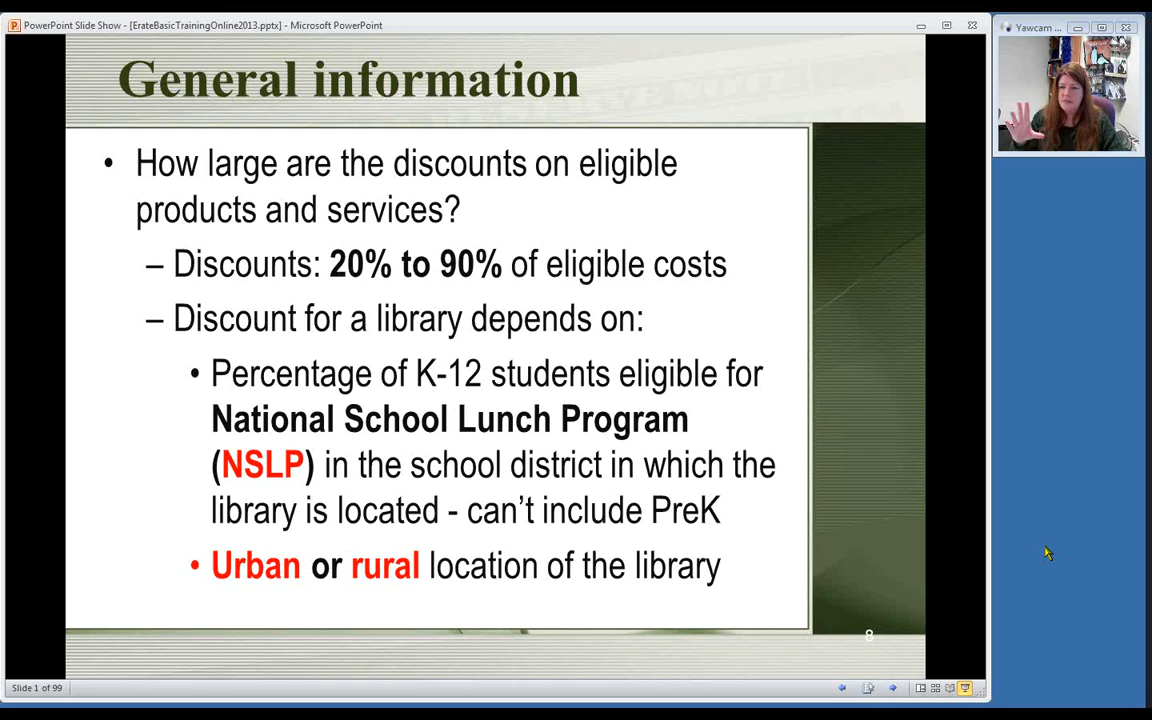 PowerPoint Slide Show - [ErateBasicTrainingOnline2013.pptx] - Microsoft PowerPoint
Yawcam ...
General information
• How large are the discounts on eligible
products and services?
– Discounts: 20% to 90% of eligible costs
– Discount for a library depends on:
• Percentage of K-12 students eligible for
National School Lunch Program
(NSLP) in the school district in which the
library is located - can’t include PreK
• Urban or rural location of the library
8
Slide 1 of 99